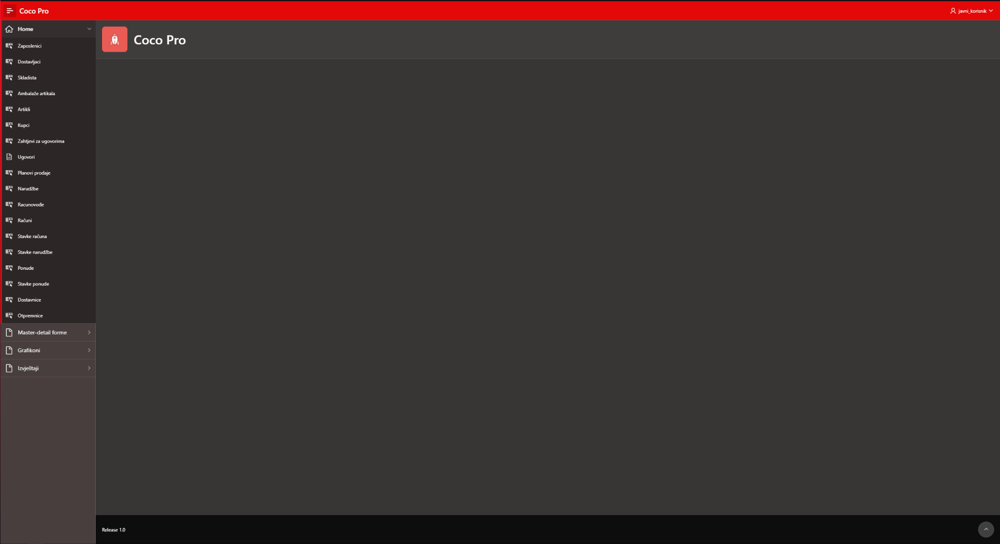 Coco Pro
javni_korisnik
Home
Zaposlenici
Dostavljaci
Skladista
Ambalaže artikala
Artikli
Kupci
Zahtjevi za ugovorima
Ugovori
Planovi prodaje
Narudžbe
Racunovođe
Računi
Stavke računa
Stavke narudžbe
Ponude
Stavke ponude
Dostavnice
Otpremnice
Master-detail forme
Grafikoni
Izvještaji
Coco Pro
Release 1.0